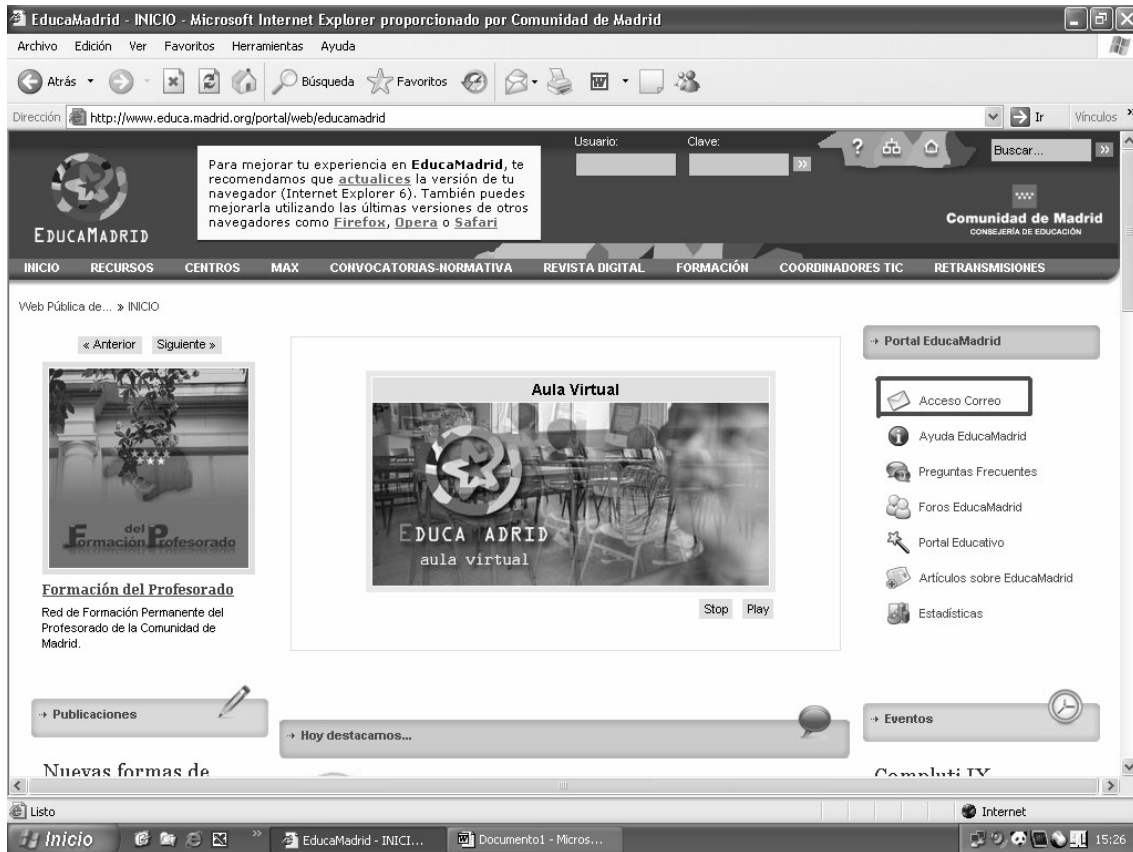 EducaMadrid - INICIO - Microsoft Internet Explorer proporcionado por Comunidad de Madrid
Archivo Edición Ver Favoritos Herramientas Ayuda
Atrás Búsqueda Favoritos
Dirección http://www.educa.madrid.org/portal/web/educamadrid Ir Vínculos
Para mejorar tu experiencia en EducaMadrid, te
recomendamos que actualices la versión de tu
navegador (Internet Explorer 6). También puedes
mejorarla utilizando las últimas versiones de otros
navegadores como Firefox, Opera o Safari
Usuario: Clave:
? Buscar... »
EDUCAMADRID
Comunidad de Madrid
CONSEJERÍA DE EDUCACIÓN
INICIO RECURSOS CENTROS MAX CONVOCATORIAS-NORMATIVA REVISTA DIGITAL FORMACIÓN COORDINADORES TIC RETRANSMISIONES
Web Pública de... » INICIO
« Anterior Siguiente »
del
Formación Profesorado
Formación del Profesorado
Red de Formación Permanente del
Profesorado de la Comunidad de
Madrid.
Aula Virtual
EDUCA MADRID
aula virtual
Stop Play
Portal EducaMadrid
Acceso Correo
Ayuda EducaMadrid
Preguntas Frecuentes
Foros EducaMadrid
Portal Educativo
Artículos sobre EducaMadrid
Estadísticas
Publicaciones
Nuevas formas de
Hoy destacamos...
Eventos
Compluti IX
Listo Internet
Inicio EducaMadrid - INICI... Documento1 - Micros... 15:26